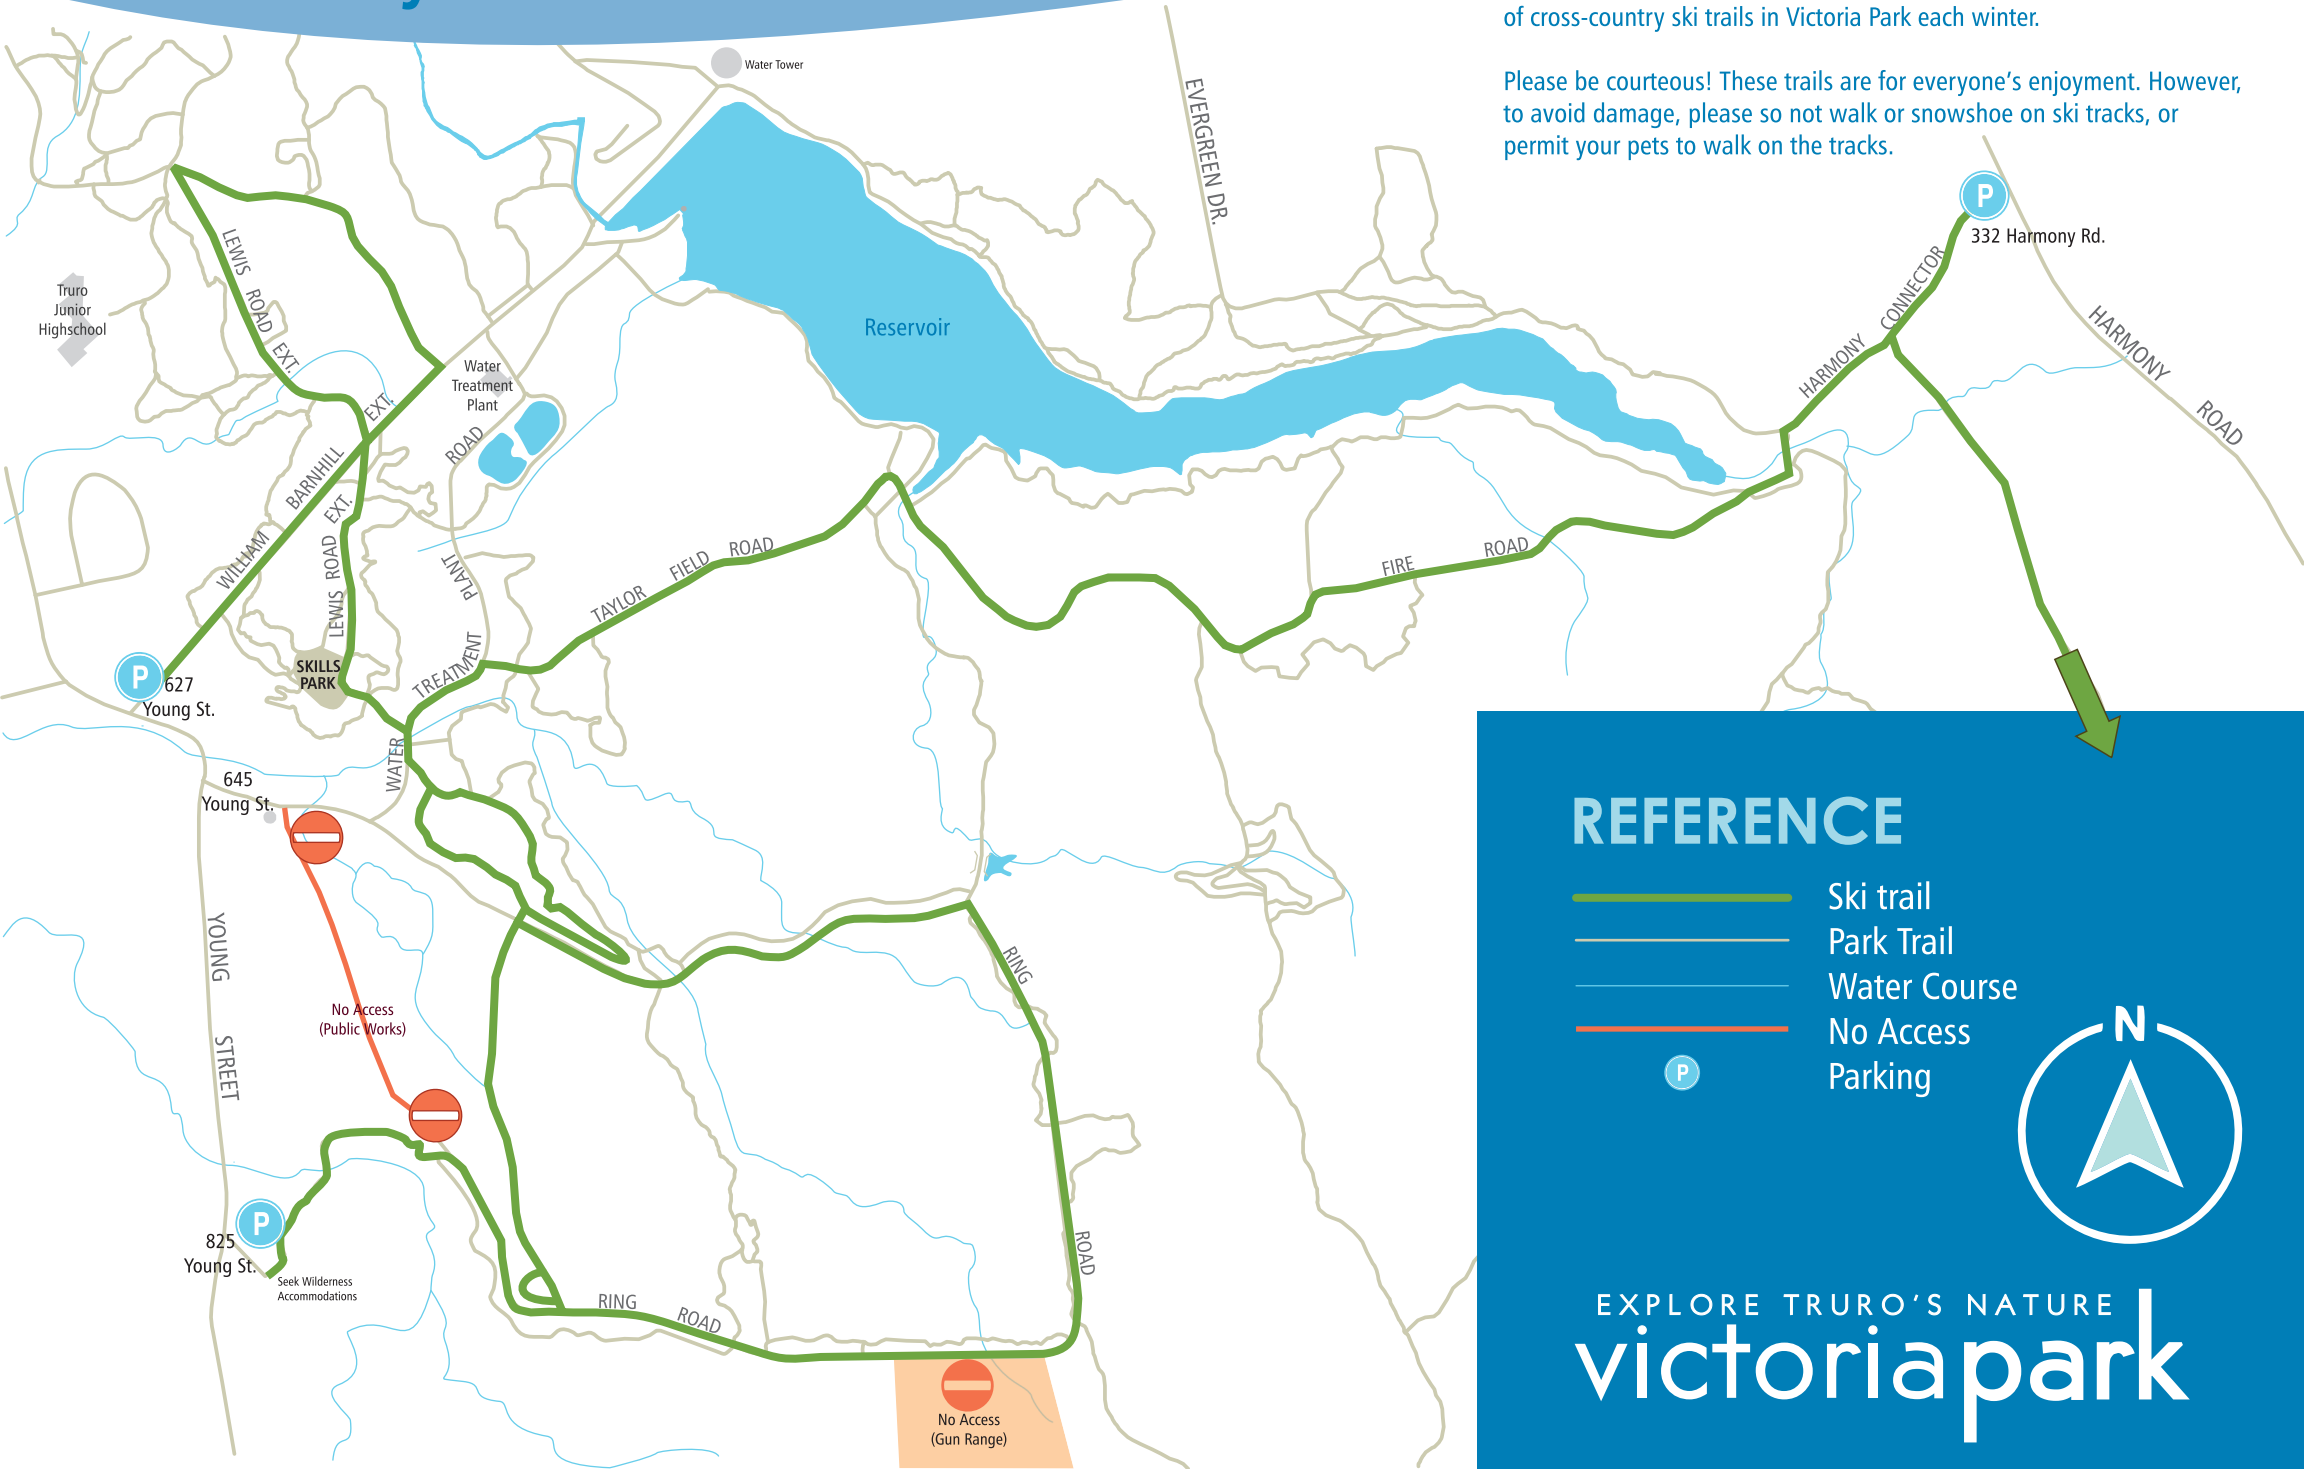 of cross-country ski trails in Victoria Park each winter.
Please be courteous! These trails are for everyone's enjoyment. However,
to avoid damage, please so not walk or snowshoe on ski tracks, or
permit your pets to walk on the tracks.
Water Tower
EVERGREEN DR.
P
332 Harmony Rd.
HARMONY CONNECTOR
HARMONY ROAD
LEWIS ROAD EXT.
Truro
Junior
Highschool
Reservoir
Water
Treatment
Plant
WILLIAM BARNHILL EXT.
LEWIS ROAD EXT.
WATER TREATMENT PLANT ROAD
TAYLOR FIELD ROAD
FIRE ROAD
SKILLS
PARK
P
627
Young St.
645
Young St.
YOUNG STREET
No Access
(Public Works)
RING ROAD
P
825
Young St.
Seek Wilderness
Accommodations
RING ROAD
No Access
(Gun Range)
REFERENCE
Ski trail
Park Trail
Water Course
No Access
P
Parking
N
EXPLORE TRURO'S NATURE
victoriapark